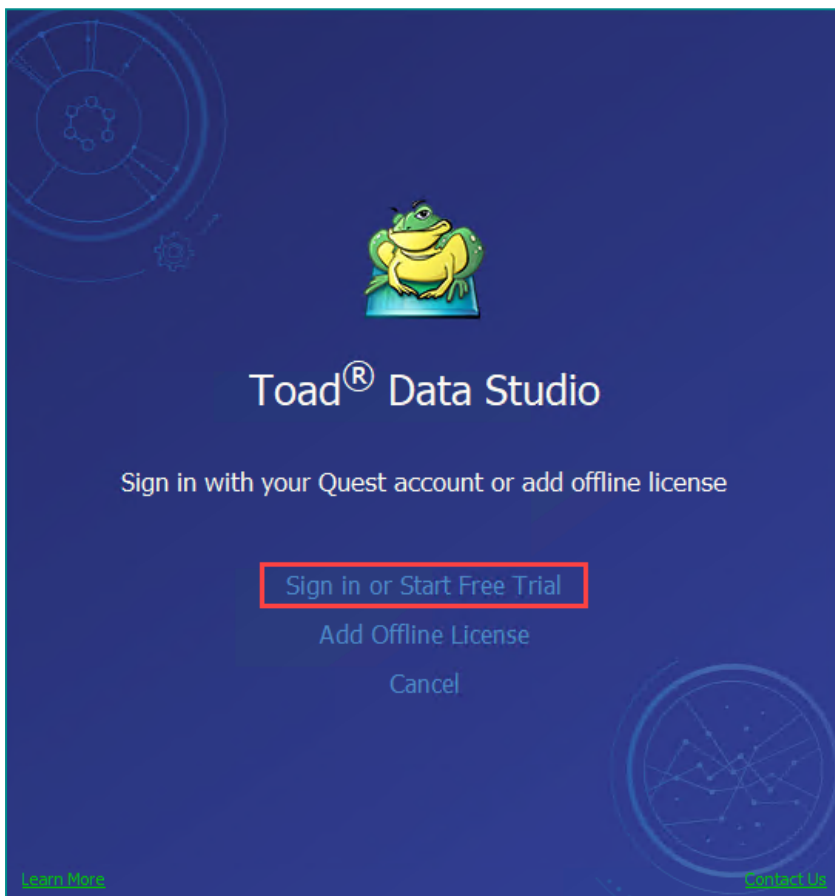 Toad® Data Studio
Sign in with your Quest account or add offline license
Sign in or Start Free Trial
Add Offline License
Cancel
Learn More
Contact Us